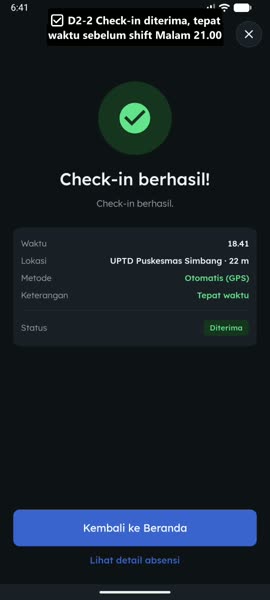 6:41
☑ D2-2 Check-in diterima, tepat
waktu sebelum shift Malam 21.00
Check-in berhasil!
Check-in berhasil.
Waktu 18.41
Lokasi UPTD Puskesmas Simbang · 22 m
Metode Otomatis (GPS)
Keterangan Tepat waktu
Status Diterima
Kembali ke Beranda
Lihat detail absensi